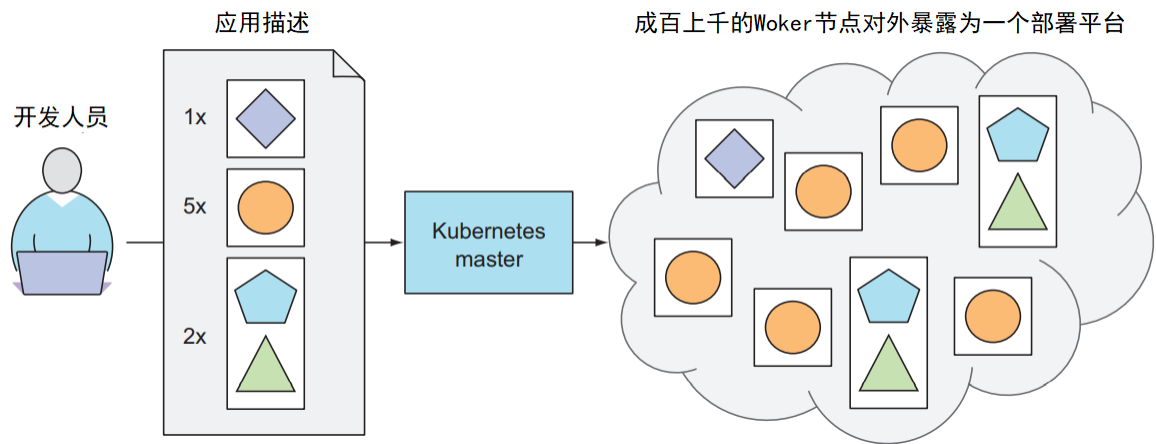 应用描述
成百上千的Woker节点对外暴露为一个部署平台
开发人员
1x
5x
2x
Kubernetes
master